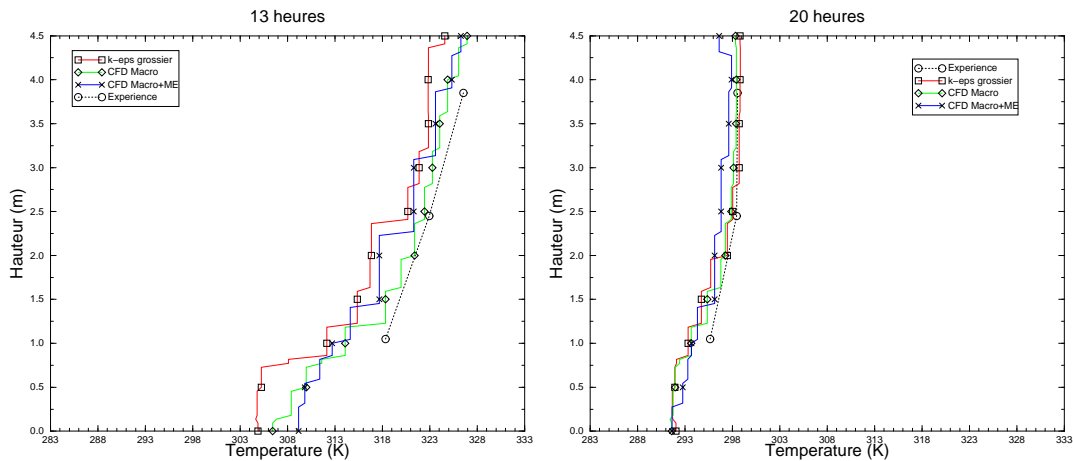 13 heures
4.5
4.0
3.5
3.0
2.5
2.0
1.5
1.0
0.5
0.0
Hauteur (m)
k−eps grossier
CFD Macro
CFD Macro+ME
Experience
283 288 293 298 303 308 313 318 323 328 333
Temperature (K)
20 heures
4.5
4.0
3.5
3.0
2.5
2.0
1.5
1.0
0.5
0.0
Hauteur (m)
Experience
k−eps grossier
CFD Macro
CFD Macro+ME
283 288 293 298 303 308 313 318 323 328 333
Temperature (K)